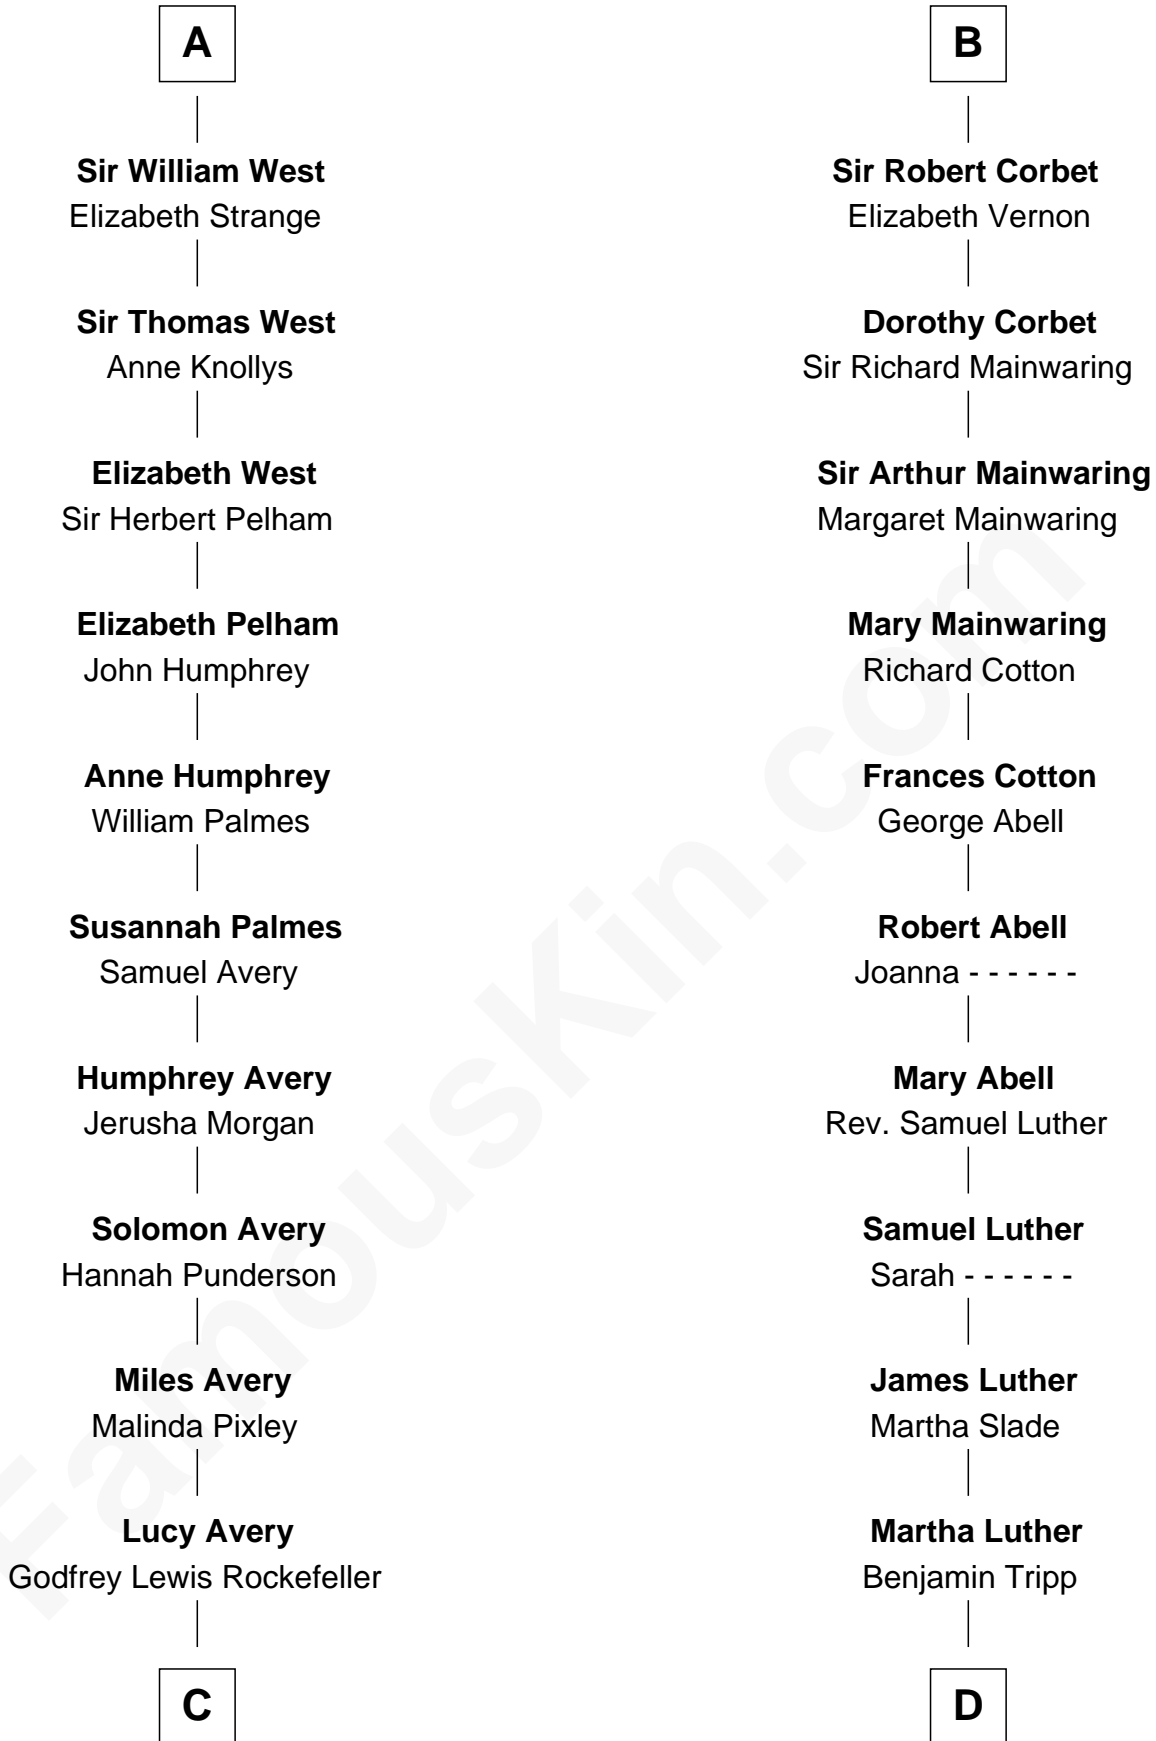 A
Sir William West
Elizabeth Strange
Sir Thomas West
Anne Knollys
Elizabeth West
Sir Herbert Pelham
Elizabeth Pelham
John Humphrey
Anne Humphrey
William Palmes
Susannah Palmes
Samuel Avery
Humphrey Avery
Jerusha Morgan
Solomon Avery
Hannah Punderson
Miles Avery
Malinda Pixley
Lucy Avery
Godfrey Lewis Rockefeller
C
B
Sir Robert Corbet
Elizabeth Vernon
Dorothy Corbet
Sir Richard Mainwaring
Sir Arthur Mainwaring
Margaret Mainwaring
Mary Mainwaring
Richard Cotton
Frances Cotton
George Abell
Robert Abell
Joanna - - - - - -
Mary Abell
Rev. Samuel Luther
Samuel Luther
Sarah - - - - - -
James Luther
Martha Slade
Martha Luther
Benjamin Tripp
D
FamousKin.com